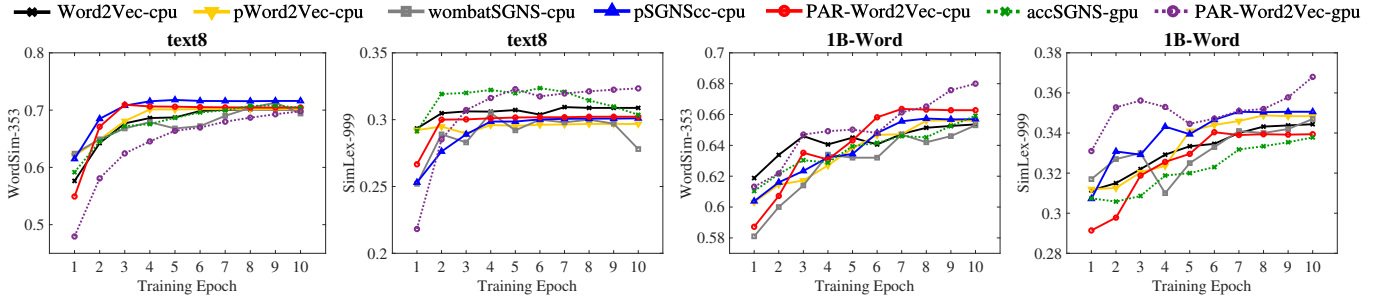 Word2Vec-cpu pWord2Vec-cpu wombatSGNS-cpu pSGNScc-cpu PAR-Word2Vec-cpu accSGNS-gpu PAR-Word2Vec-gpu
text8
WordSim-353
0.8
0.7
0.6
0.5
1 2 3 4 5 6 7 8 9 10
Training Epoch
text8
SimLex-999
0.35
0.3
0.25
0.2
1 2 3 4 5 6 7 8 9 10
Training Epoch
1B-Word
WordSim-353
0.7
0.68
0.66
0.64
0.62
0.6
0.58
1 2 3 4 5 6 7 8 9 10
Training Epoch
1B-Word
SimLex-999
0.38
0.36
0.34
0.32
0.3
0.28
1 2 3 4 5 6 7 8 9 10
Training Epoch